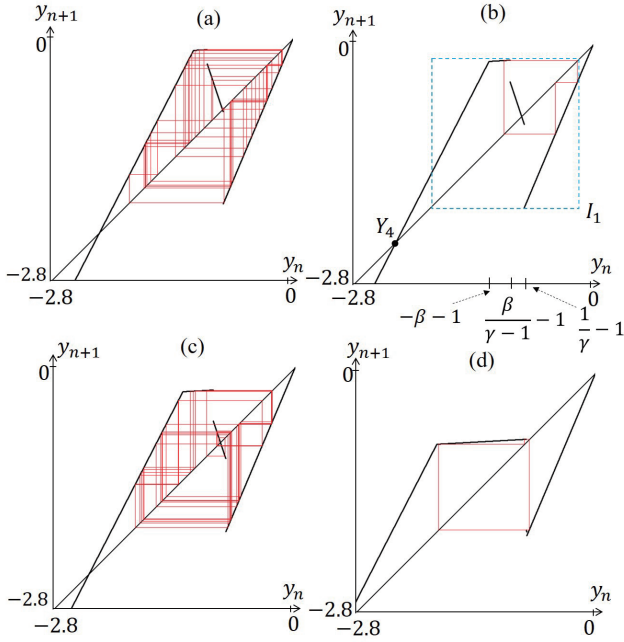 (a)
y_{n+1}
0
-2.8
-2.8
y_n
0
(b)
y_{n+1}
0
I_1
Y_4
-2.8
-2.8
y_n
0
-β - 1
β/(γ - 1) - 1
1/γ - 1
(c)
y_{n+1}
0
-2.8
-2.8
y_n
0
(d)
y_{n+1}
0
-2.8
-2.8
y_n
0